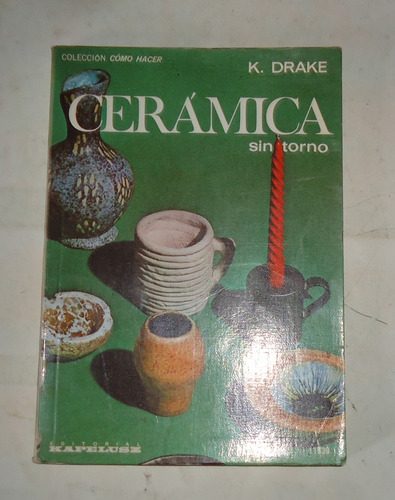 COLECCIÓN CÓMO HACER
K. DRAKE
CERÁMICA
sin torno
EDITORIAL
KAPELUSZ